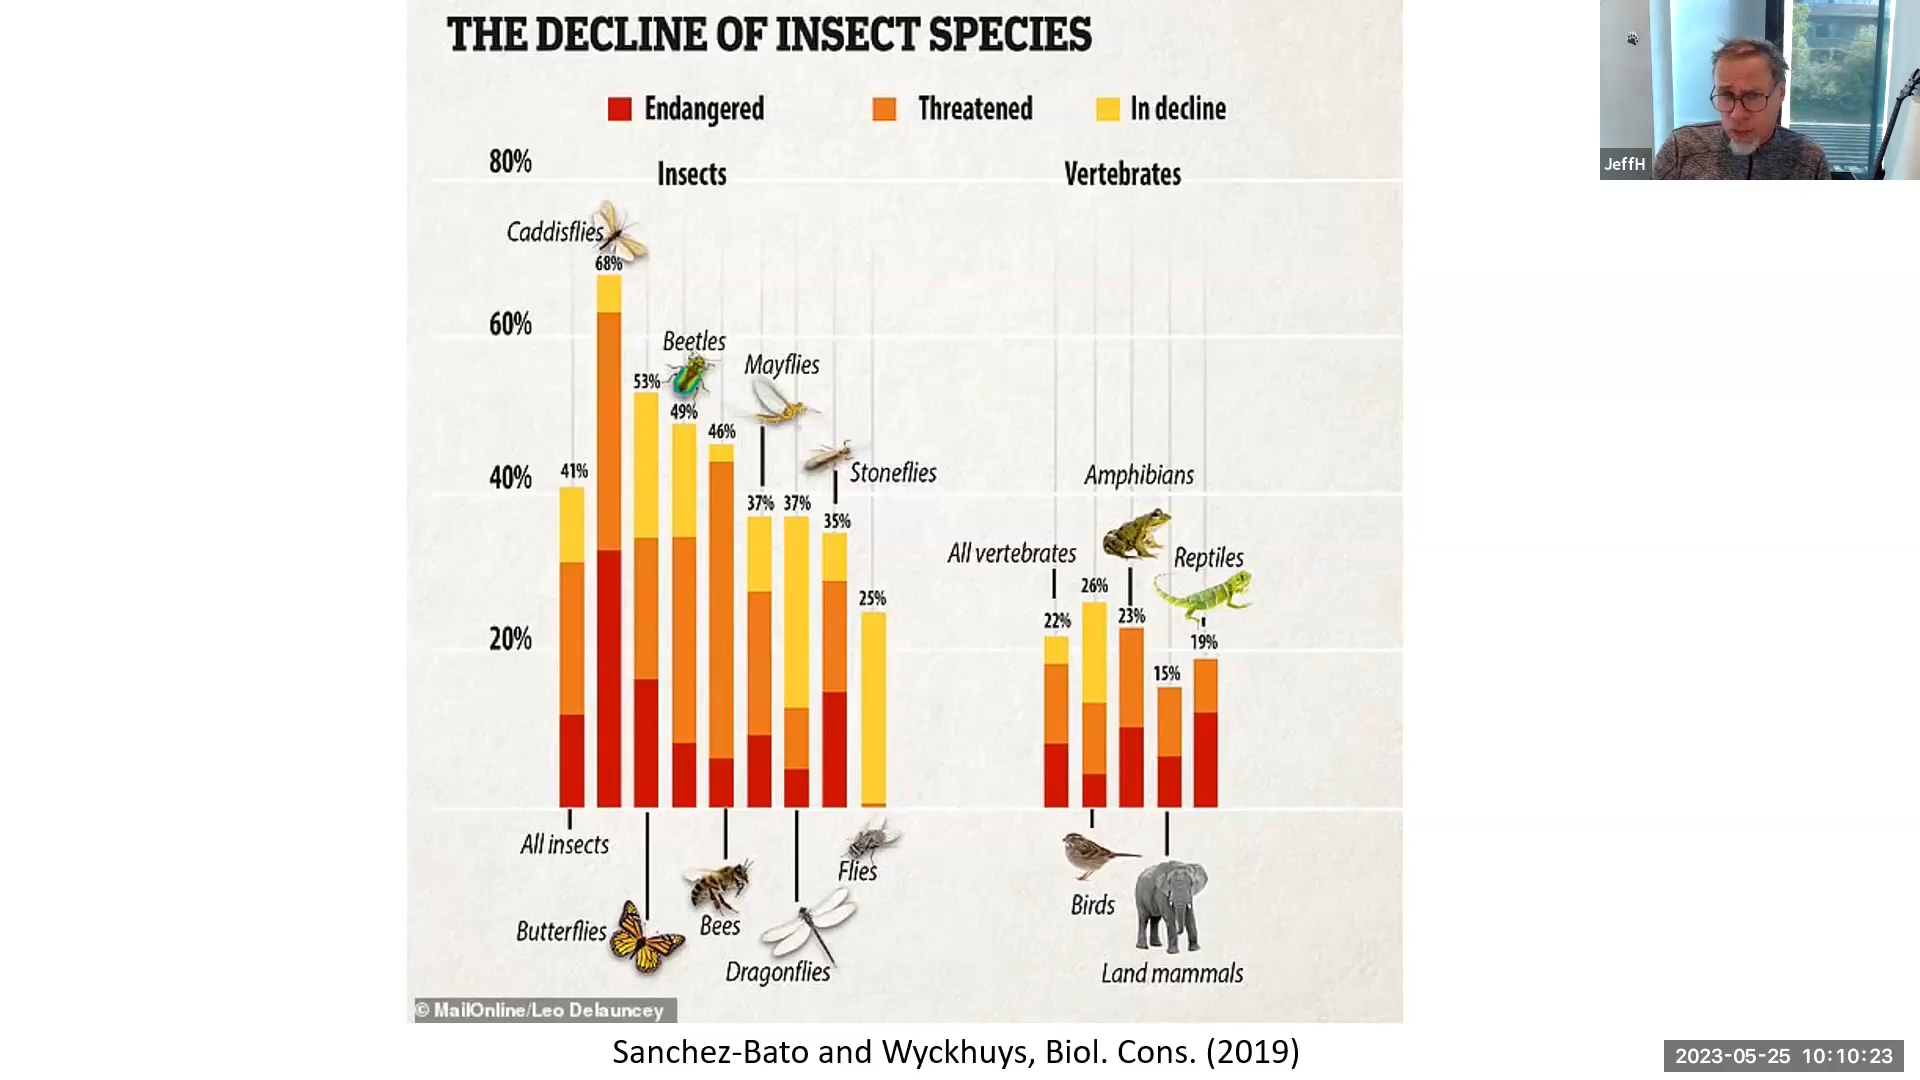 THE DECLINE OF INSECT SPECIES
Endangered
Threatened
In decline
80%
Insects
Vertebrates
JeffH
Caddisflies
68%
60%
Beetles
Mayflies
53%
49%
46%
41%
40%
Stoneflies
Amphibians
37%
37%
35%
All vertebrates
Reptiles
25%
26%
22%
23%
20%
19%
15%
All insects
Flies
Butterflies
Bees
Birds
Dragonflies
Land mammals
© MailOnline/Leo Delauncey
Sanchez-Bato and Wyckhuys, Biol. Cons. (2019)
2023-05-25 10:10:23